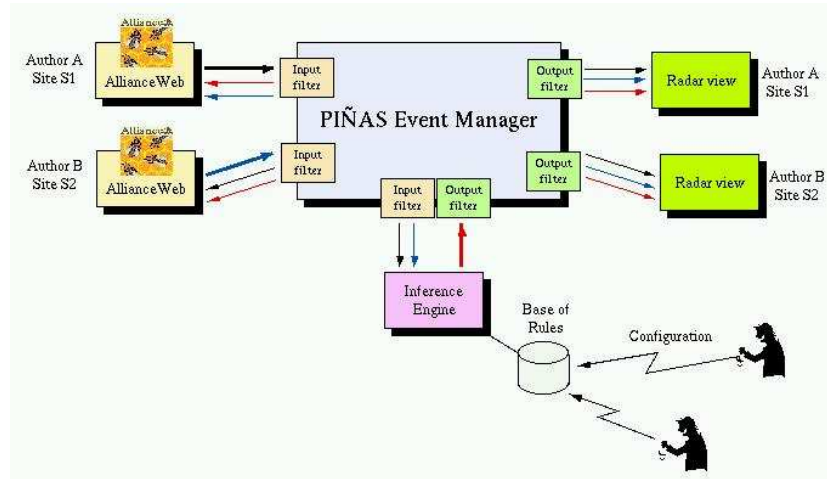 Alliance
Author A
Site S1
AllianceWeb
Input
filter
PIÑAS Event Manager
Output
filter
Radar view
Author A
Site S1
Alliance
Author B
Site S2
AllianceWeb
Input
filter
Output
filter
Radar view
Author B
Site S2
Input
filter
Output
filter
Inference
Engine
Base of
Rules
Configuration